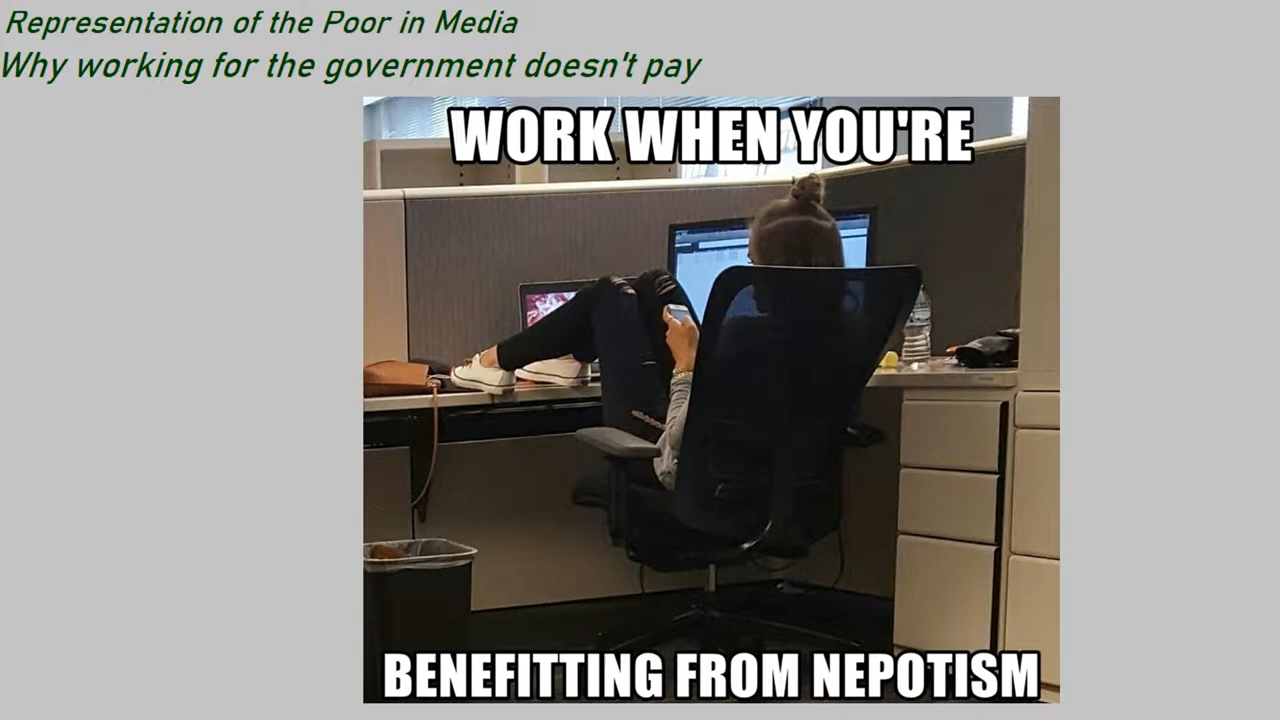 Representation of the Poor in Media
Why working for the government doesn't pay
WORK WHEN YOU'RE
BENEFITTING FROM NEPOTISM